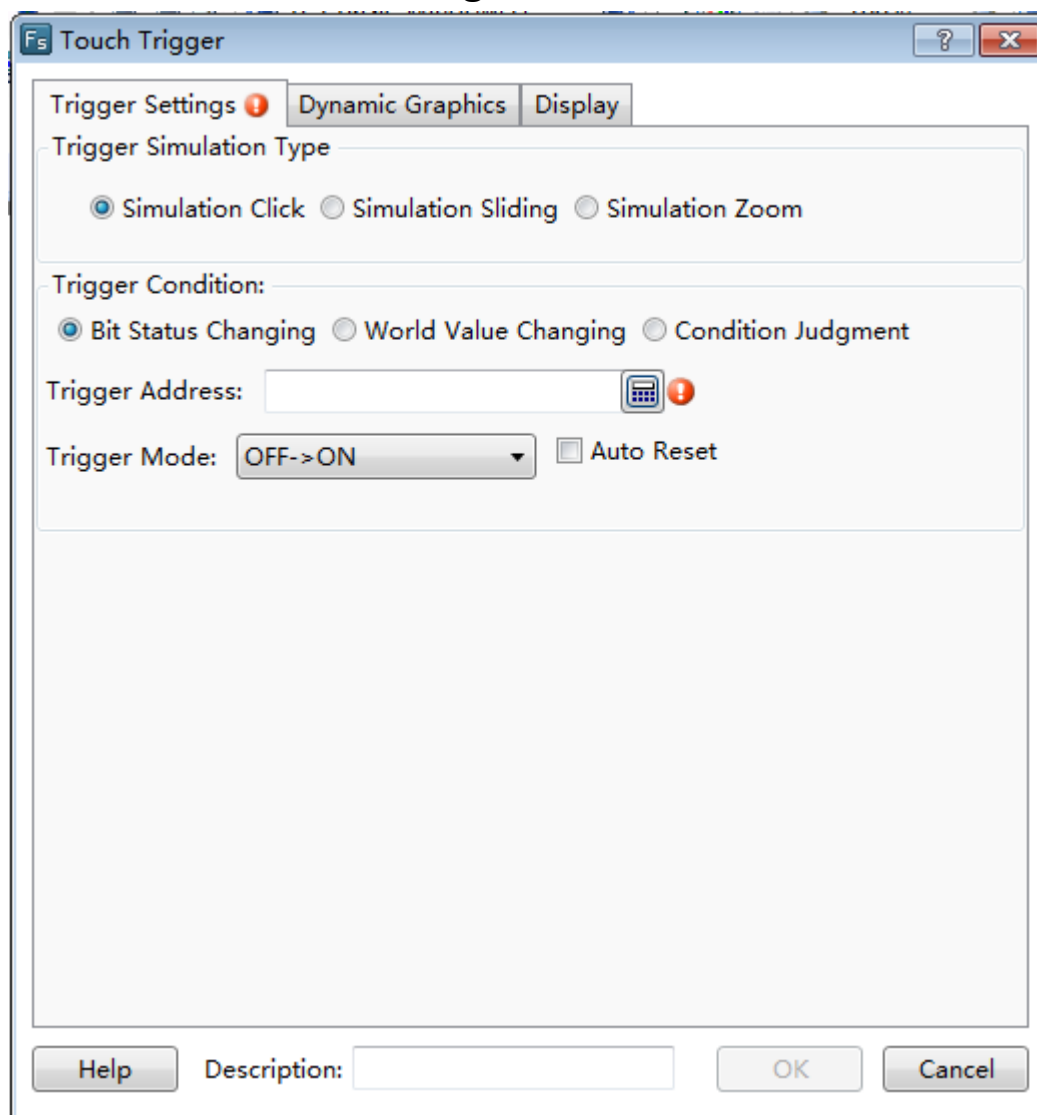 Fs Touch Trigger
Trigger Settings Dynamic Graphics Display
Trigger Simulation Type
Simulation Click Simulation Sliding Simulation Zoom
Trigger Condition:
Bit Status Changing World Value Changing Condition Judgment
Trigger Address:
Trigger Mode: OFF->ON Auto Reset
Help Description: OK Cancel